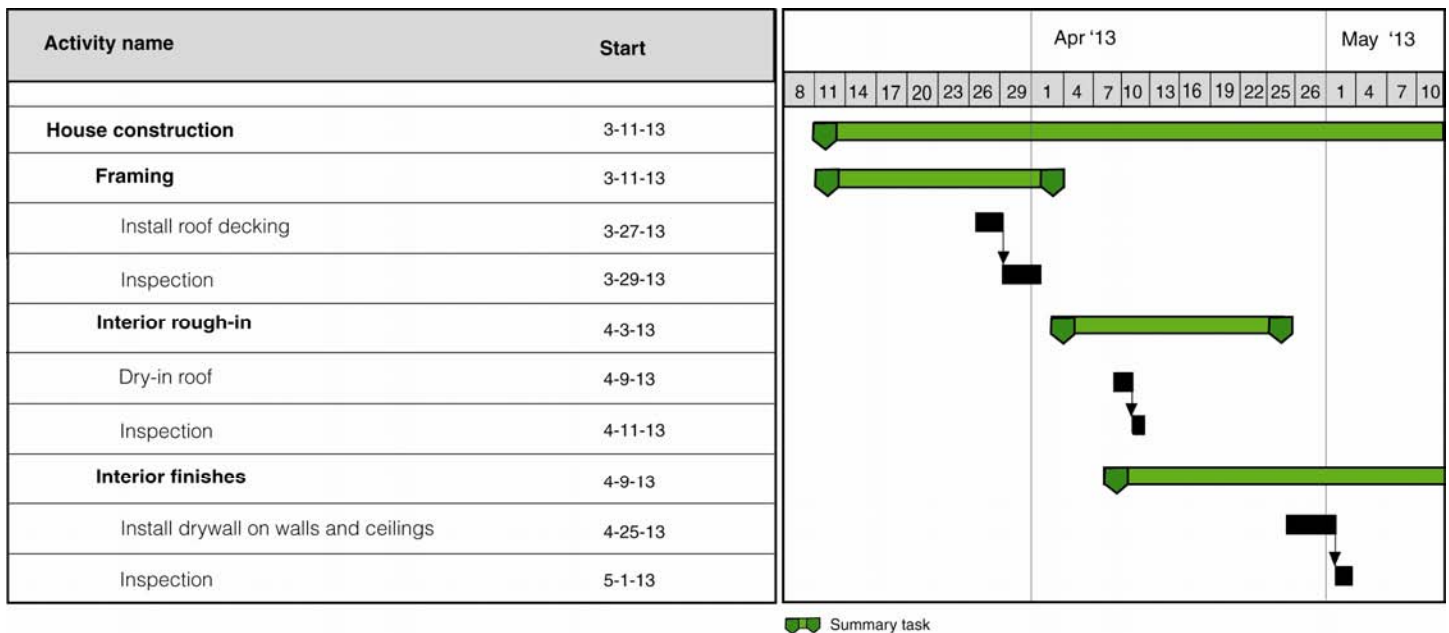 Activity name Start
Apr ‘13 May ‘13
8 11 14 17 20 23 26 29 1 4 7 10 13 16 19 22 25 26 1 4 7 10
House construction 3-11-13
Framing 3-11-13
Install roof decking 3-27-13
Inspection 3-29-13
Interior rough-in 4-3-13
Dry-in roof 4-9-13
Inspection 4-11-13
Interior finishes 4-9-13
Install drywall on walls and ceilings 4-25-13
Inspection 5-1-13
Summary task